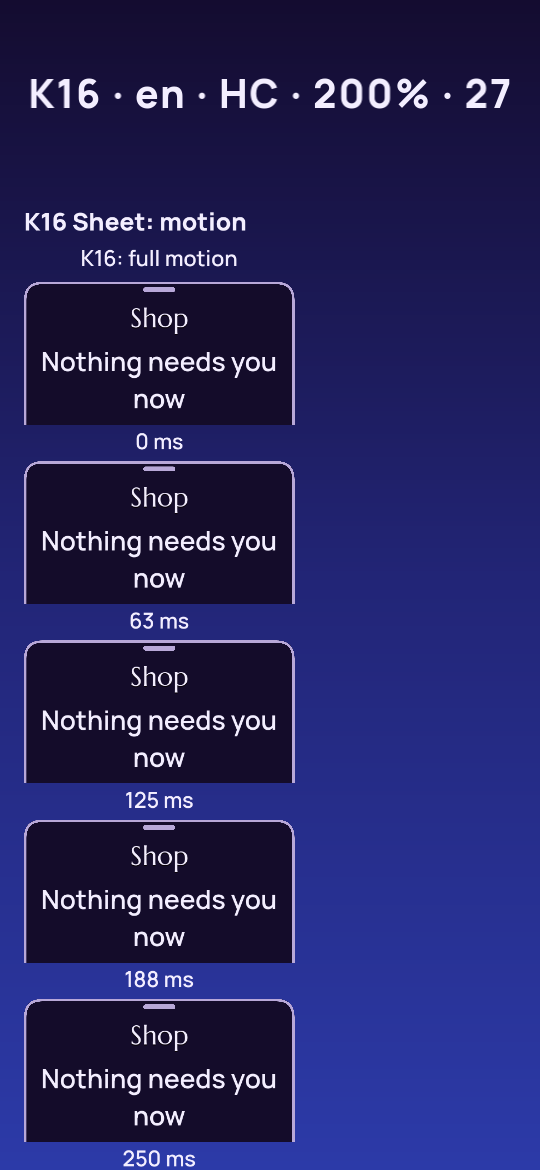 K16 · en · HC · 200% · 27
K16 Sheet: motion
K16: full motion
Shop
Nothing needs you
now
0 ms
Shop
Nothing needs you
now
63 ms
Shop
Nothing needs you
now
125 ms
Shop
Nothing needs you
now
188 ms
Shop
Nothing needs you
now
250 ms